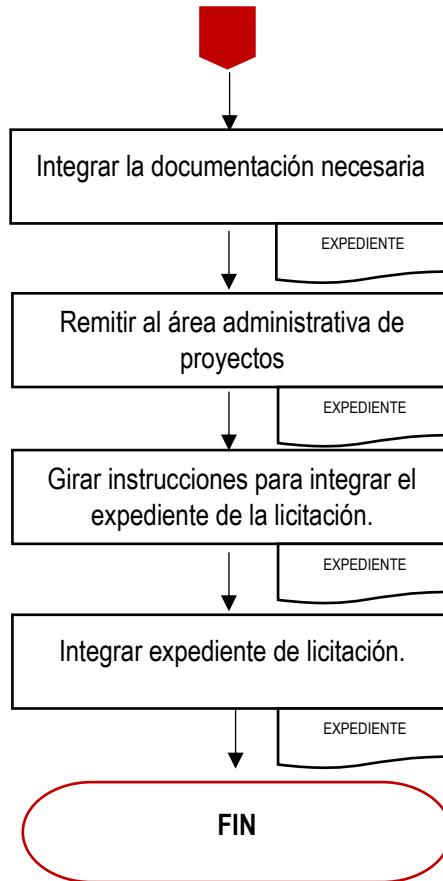 Integrar la documentación necesaria
EXPEDIENTE
Remitir al área administrativa de
proyectos
EXPEDIENTE
Girar instrucciones para integrar el
expediente de la licitación.
EXPEDIENTE
Integrar expediente de licitación.
EXPEDIENTE
FIN